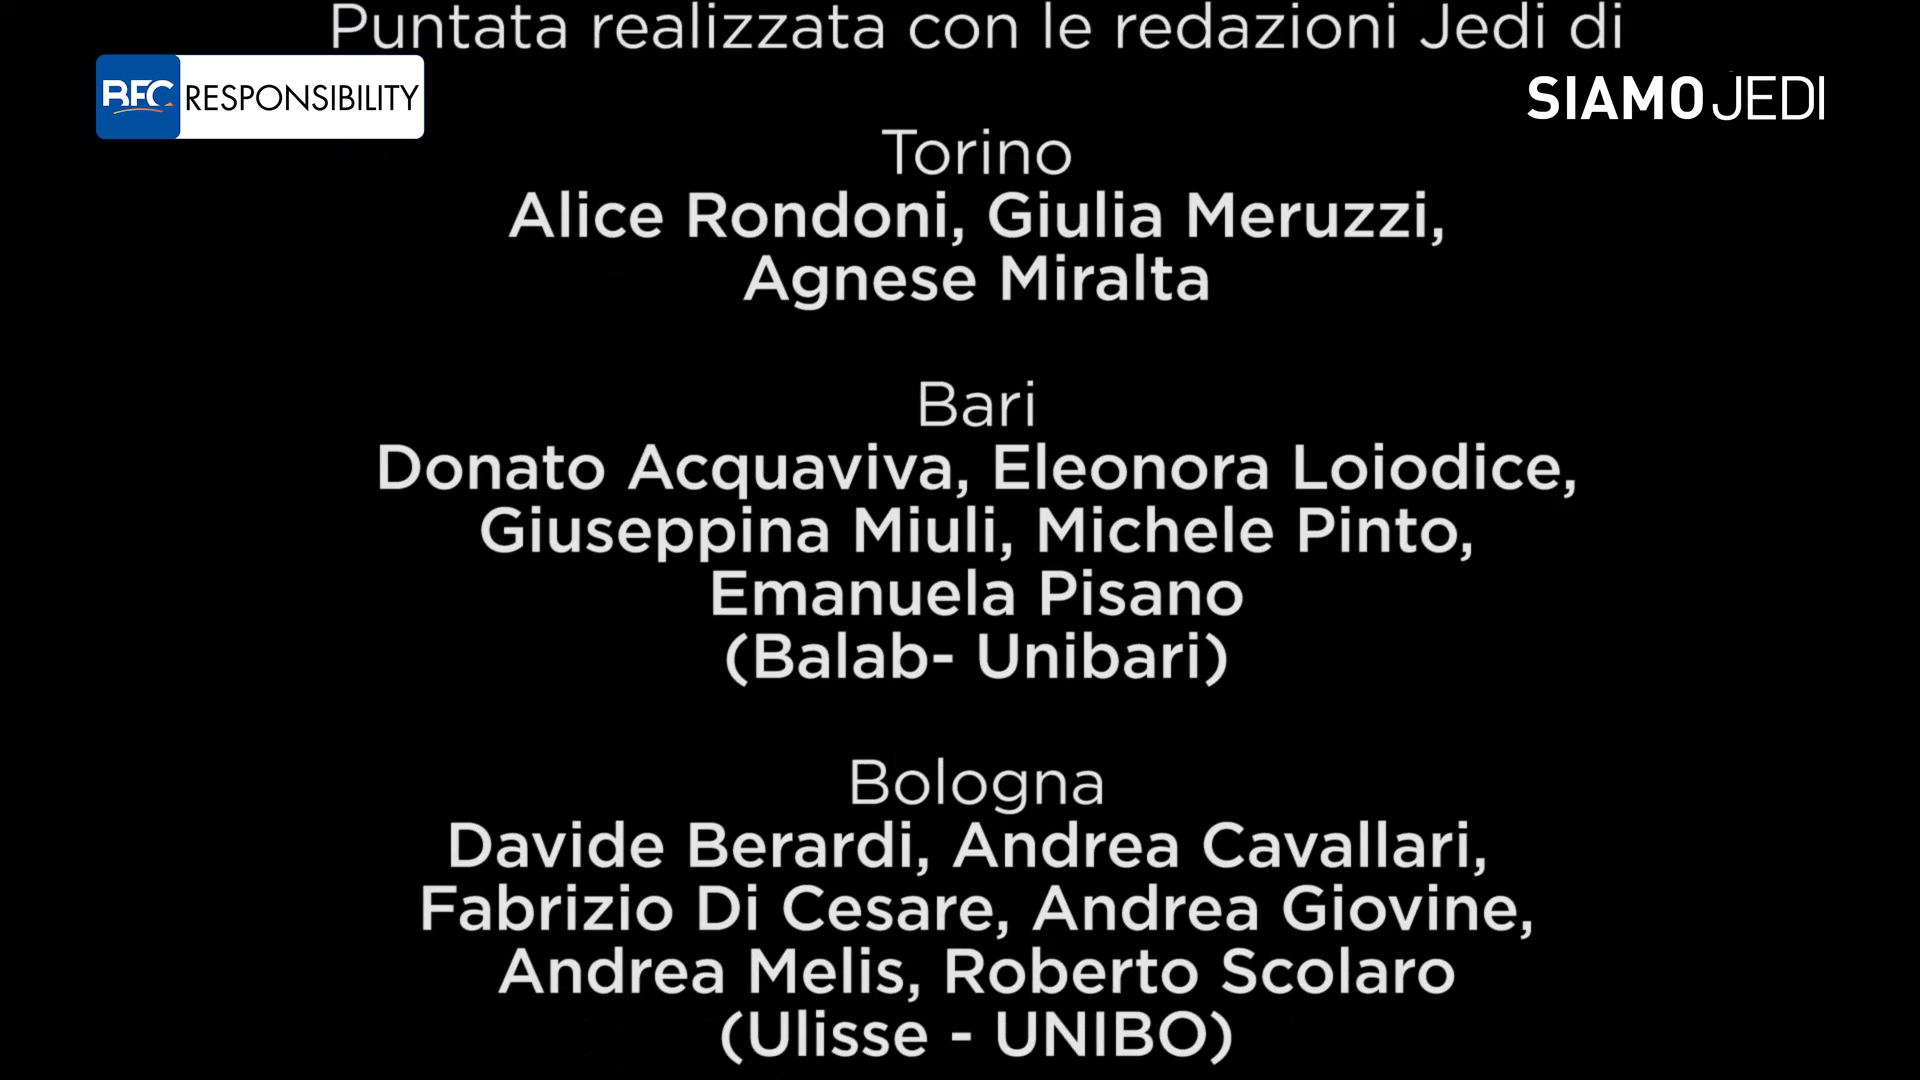 Puntata realizzata con le redazioni Jedi di
BFC RESPONSIBILITY
SIAMO JEDI
Torino
Alice Rondoni, Giulia Meruzzi,
Agnese Miralta
Bari
Donato Acquaviva, Eleonora Loiodice,
Giuseppina Miuli, Michele Pinto,
Emanuela Pisano
(Balab- Unibari)
Bologna
Davide Berardi, Andrea Cavallari,
Fabrizio Di Cesare, Andrea Giovine,
Andrea Melis, Roberto Scolaro
(Ulisse - UNIBO)